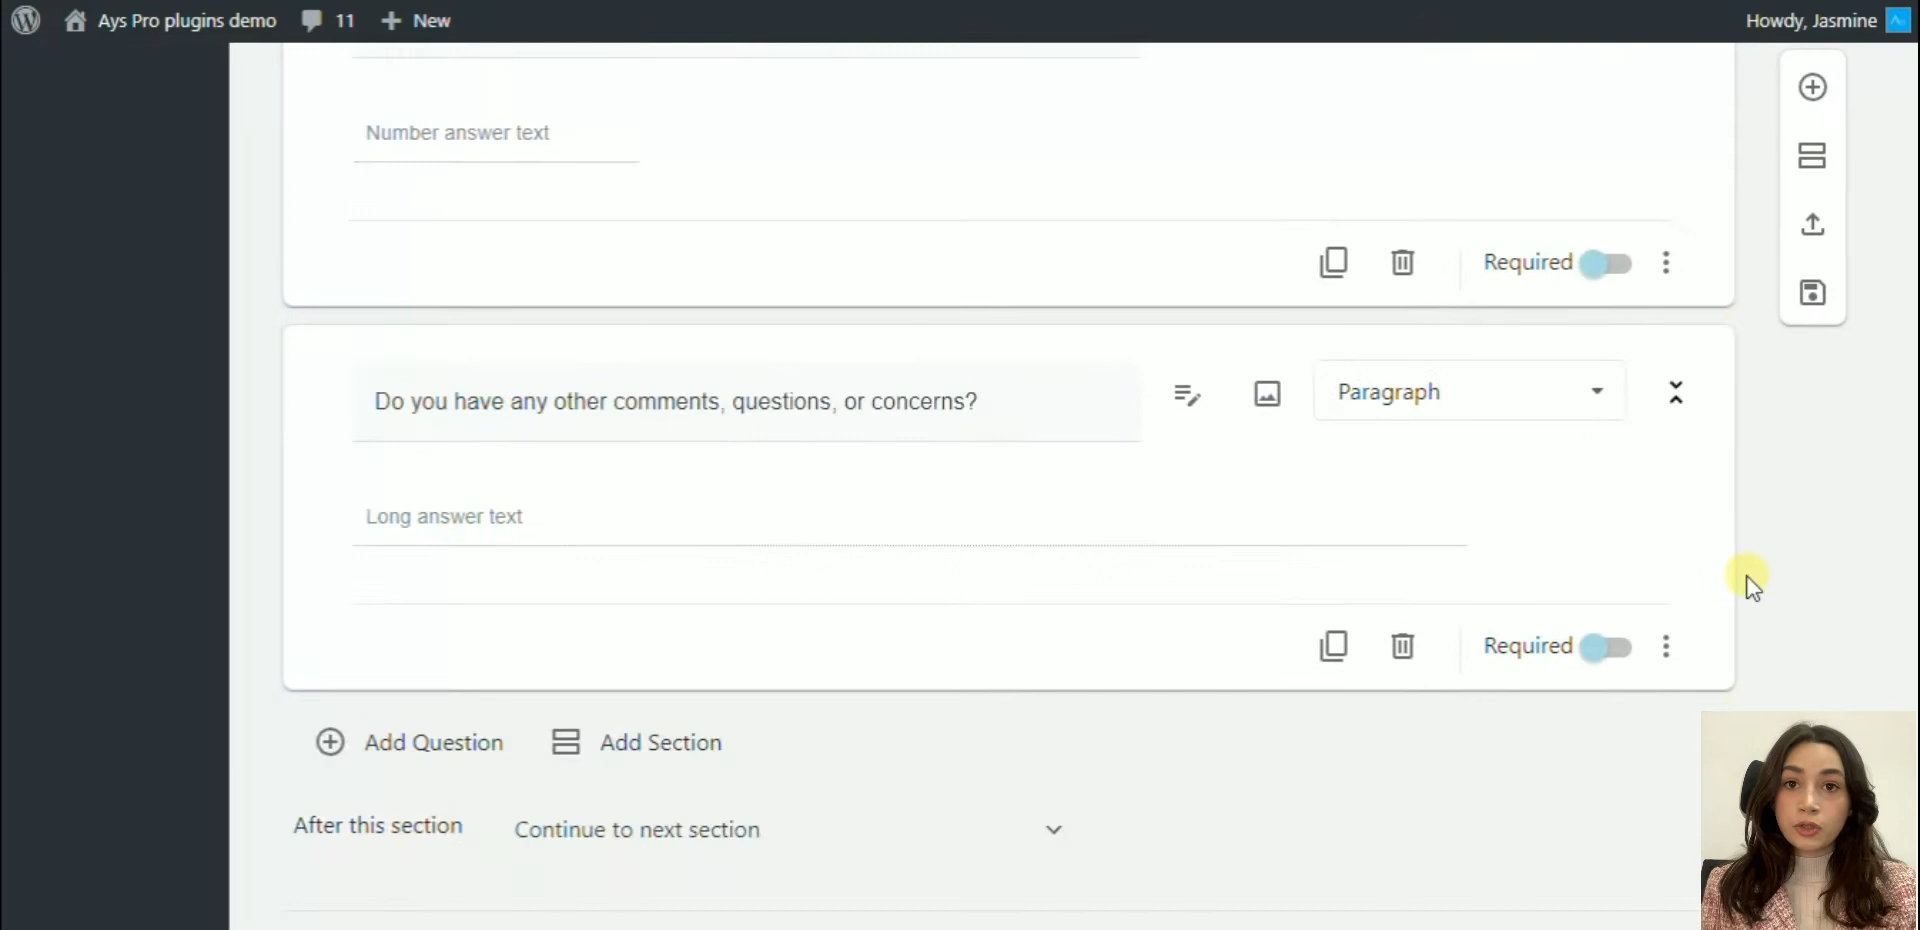 Ays Pro plugins demo 11 New Howdy, Jasmine
Number answer text
Required
Do you have any other comments, questions, or concerns? Paragraph
Long answer text
Required
Add Question Add Section
After this section Continue to next section